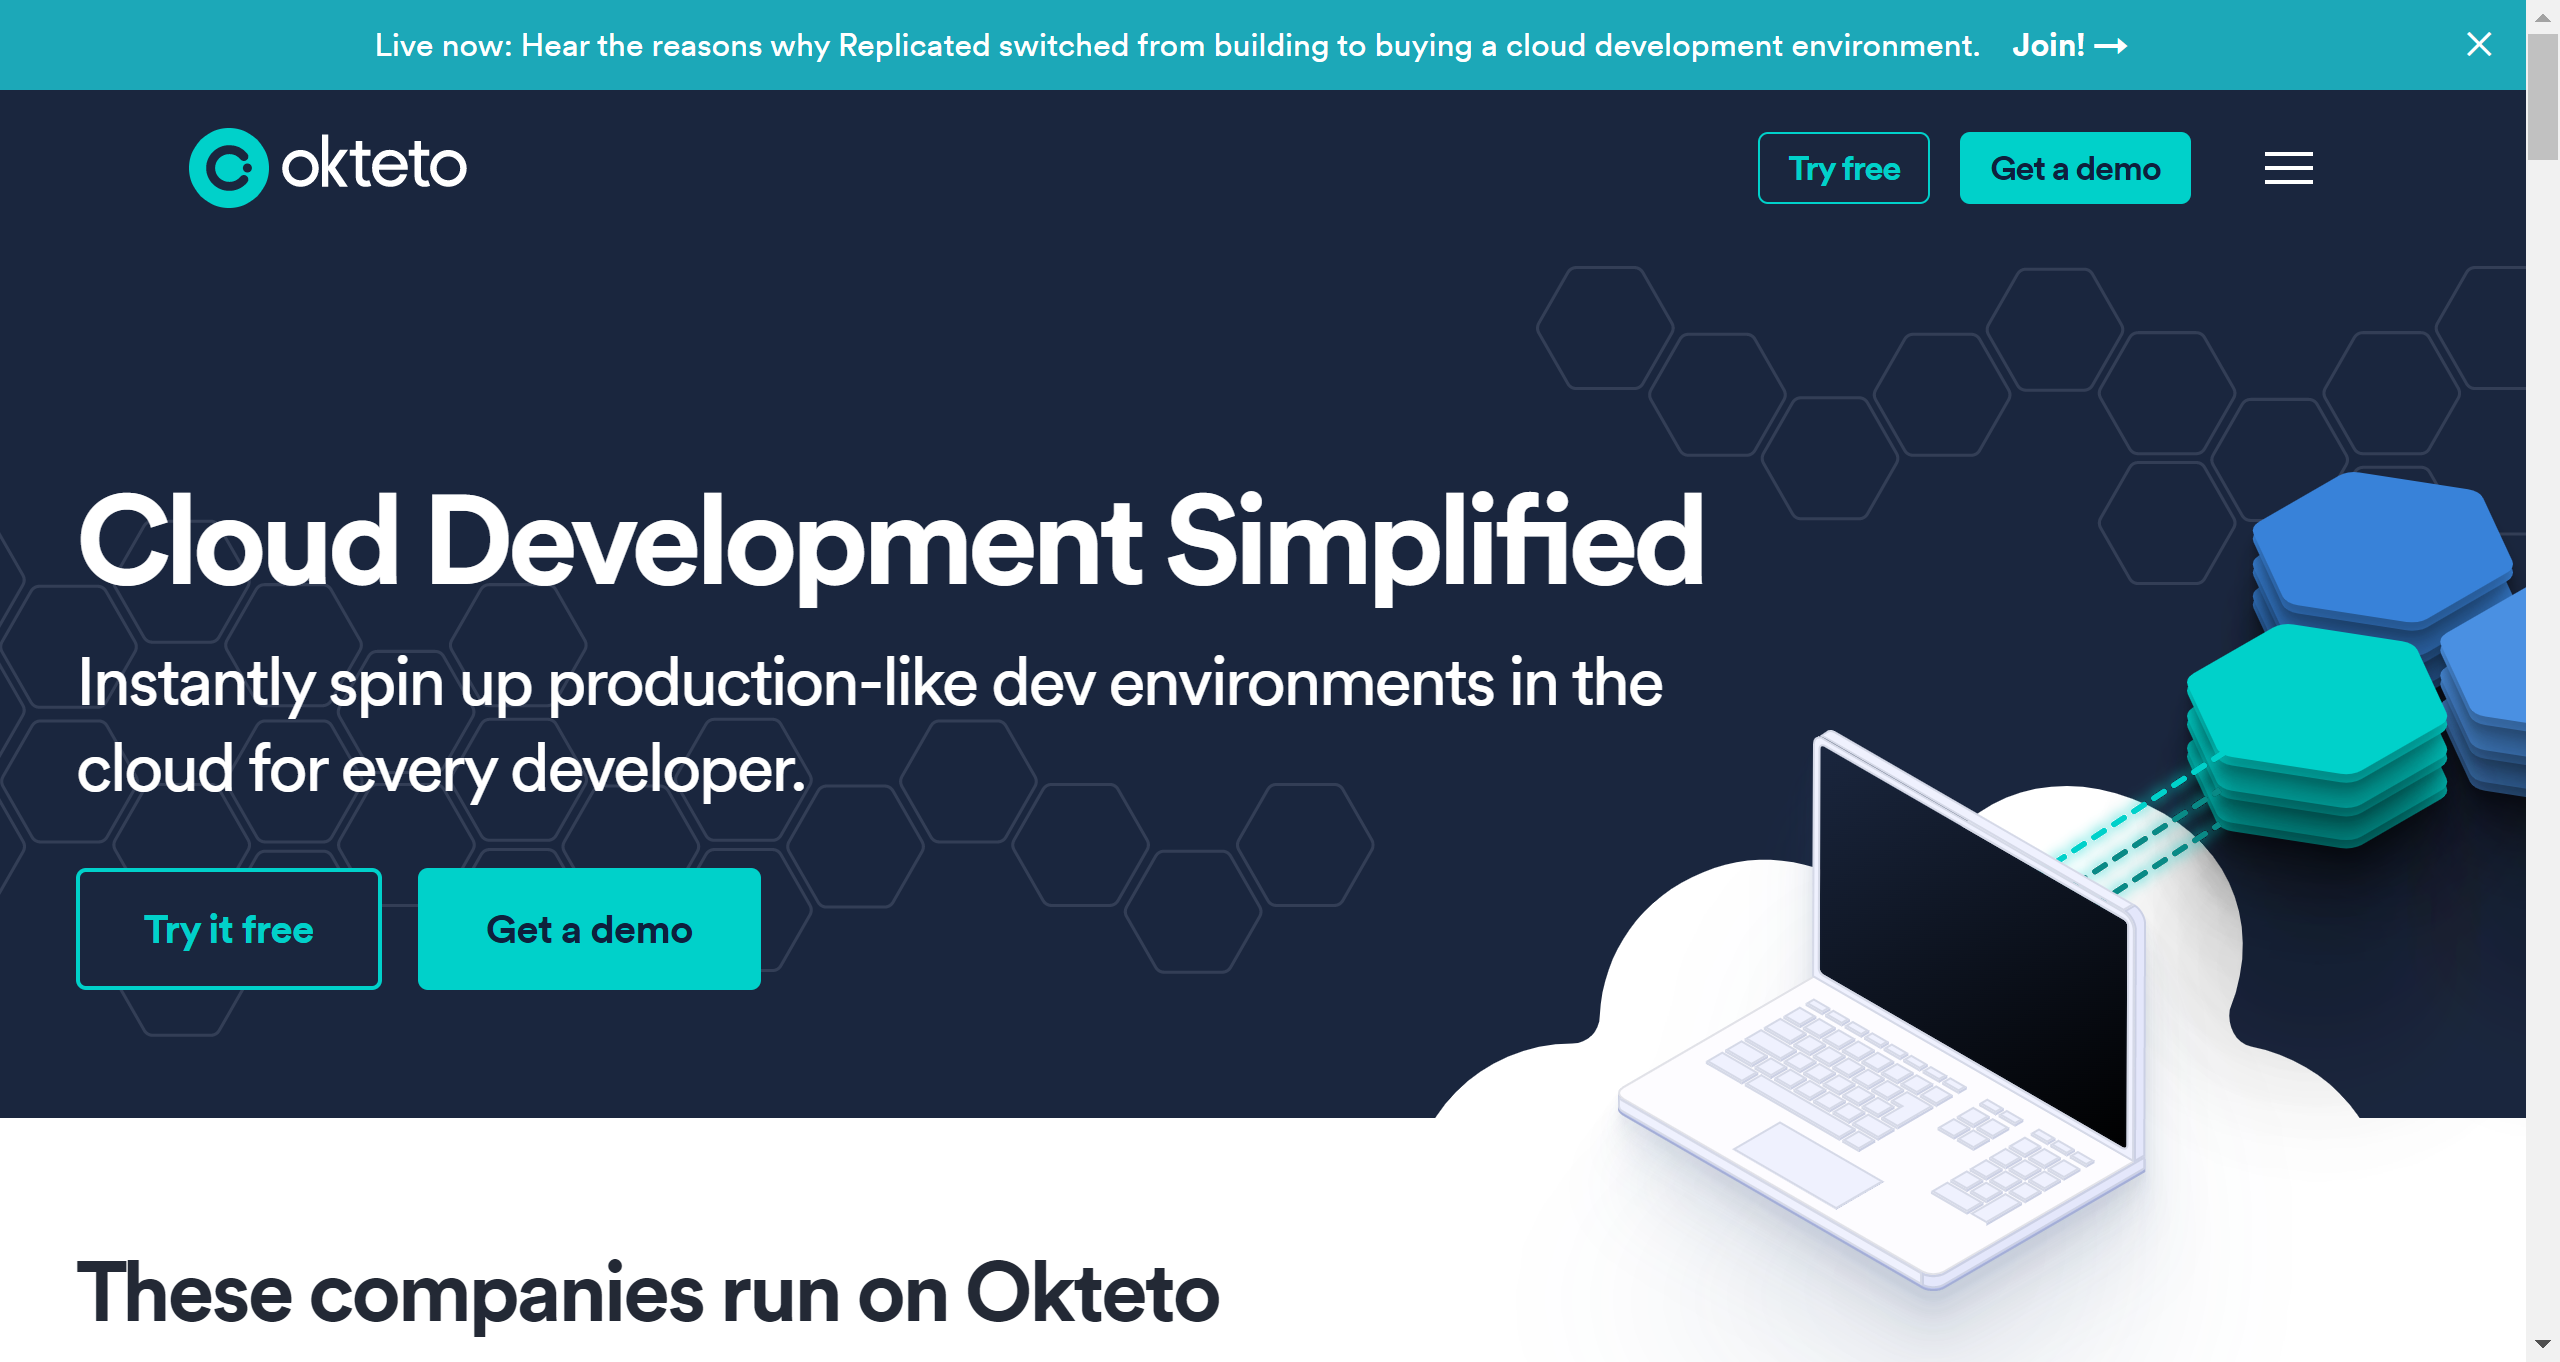 Live now: Hear the reasons why Replicated switched from building to buying a cloud development environment. Join! →
okteto
Try free
Get a demo
Cloud Development Simplified
Instantly spin up production-like dev environments in the
cloud for every developer.
Try it free
Get a demo
These companies run on Okteto